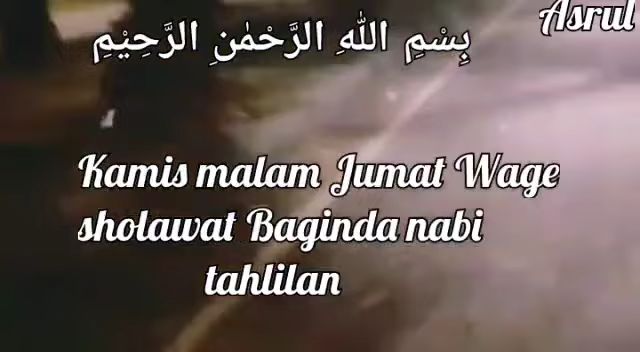 Asrul
بِسْمِ اللّٰهِ الرَّحْمٰنِ الرَّحِيْمِ
Kamis malam Jumat Wage
sholawat Baginda nabi
tahlilan